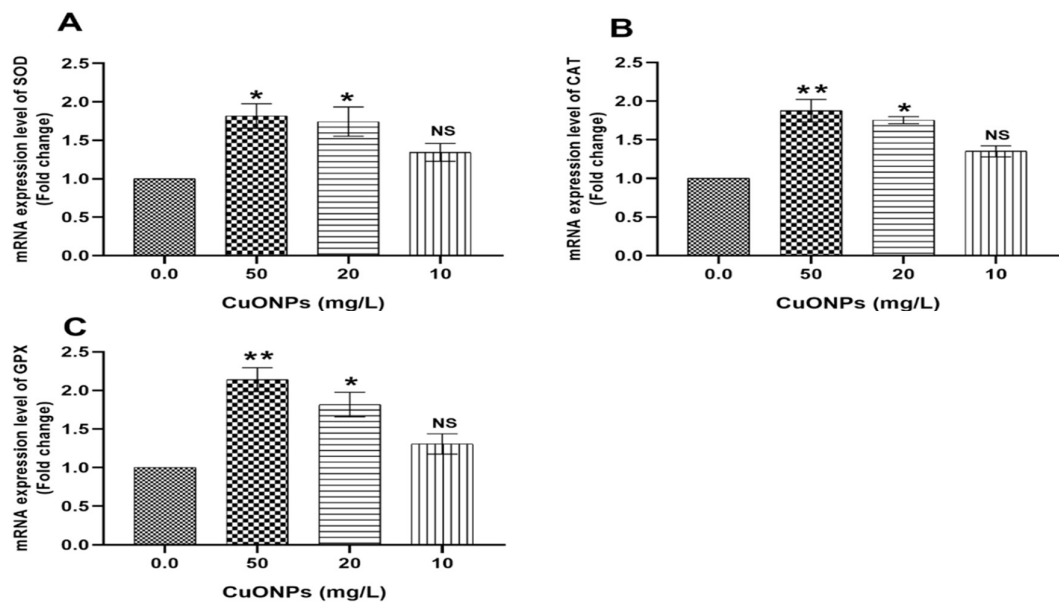 A
mRNA expression level of SOD
(Fold change)
2.5
2.0
1.5
1.0
0.5
0.0
*
*
NS
0.0 50 20 10
CuONPs (mg/L)
B
mRNA expression level of CAT
(Fold change)
2.5
2.0
1.5
1.0
0.5
0.0
**
*
NS
0.0 50 20 10
CuONPs (mg/L)
C
mRNA expression level of GPX
(Fold change)
2.5
2.0
1.5
1.0
0.5
0.0
**
*
NS
0.0 50 20 10
CuONPs (mg/L)